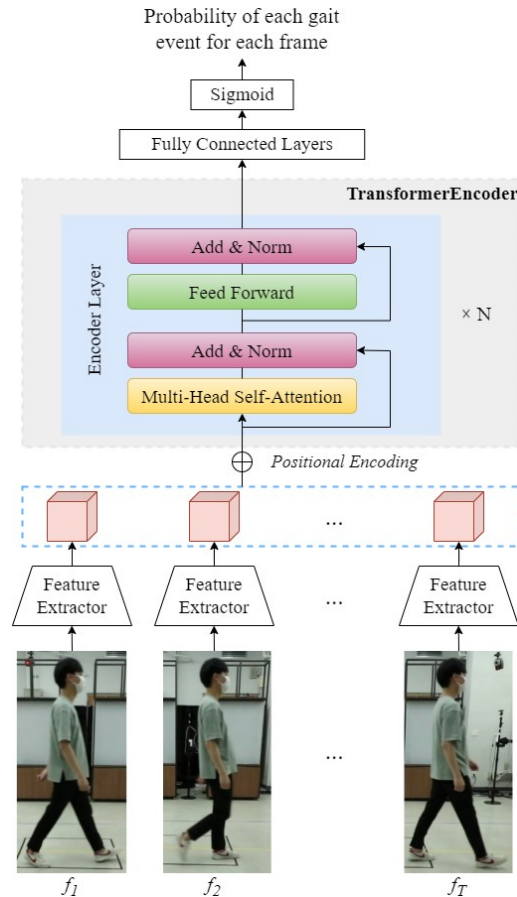 Probability of each gait
event for each frame
Sigmoid
Fully Connected Layers
TransformerEncoder
Add & Norm
Feed Forward
Encoder Layer
× N
Add & Norm
Multi-Head Self-Attention
Positional Encoding
...
Feature
Extractor
Feature
Extractor
...
Feature
Extractor
...
f1
f2
fT